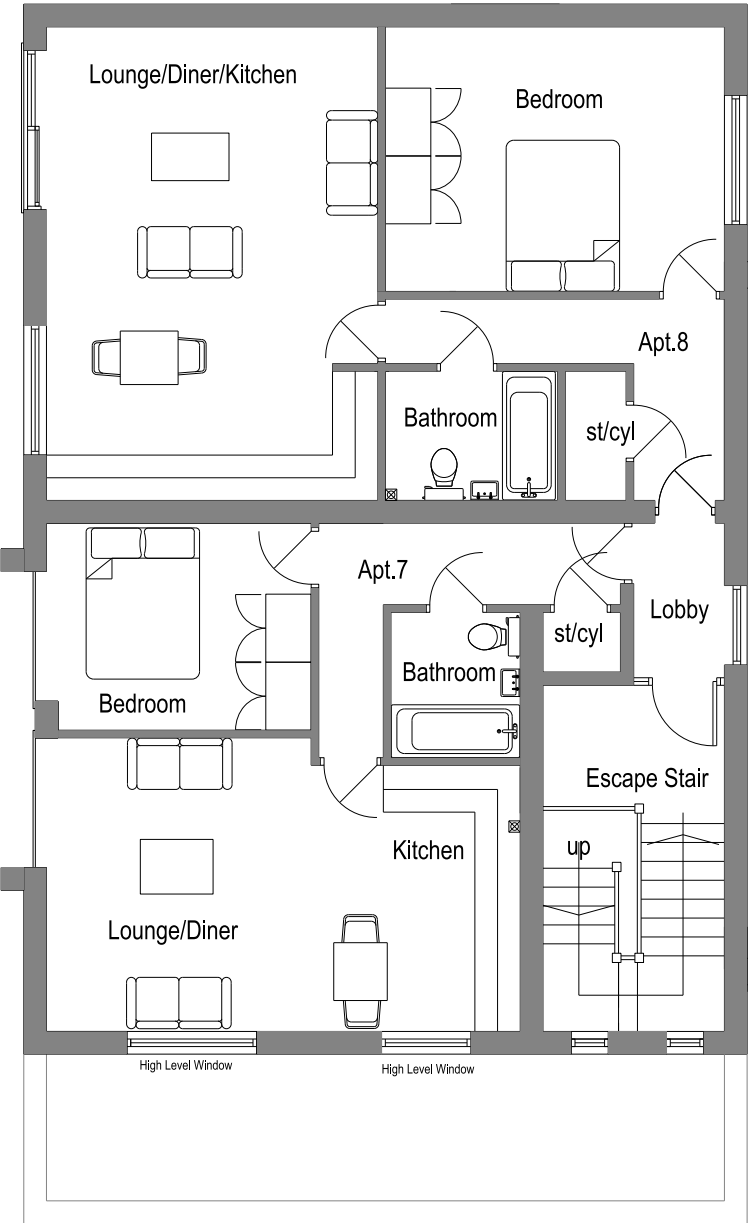 Lounge/Diner/Kitchen
Bedroom
Apt.8
Bathroom
st/cyl
Apt.7
Lobby
st/cyl
Bathroom
Bedroom
Escape Stair
up
Kitchen
Lounge/Diner
High Level Window
High Level Window